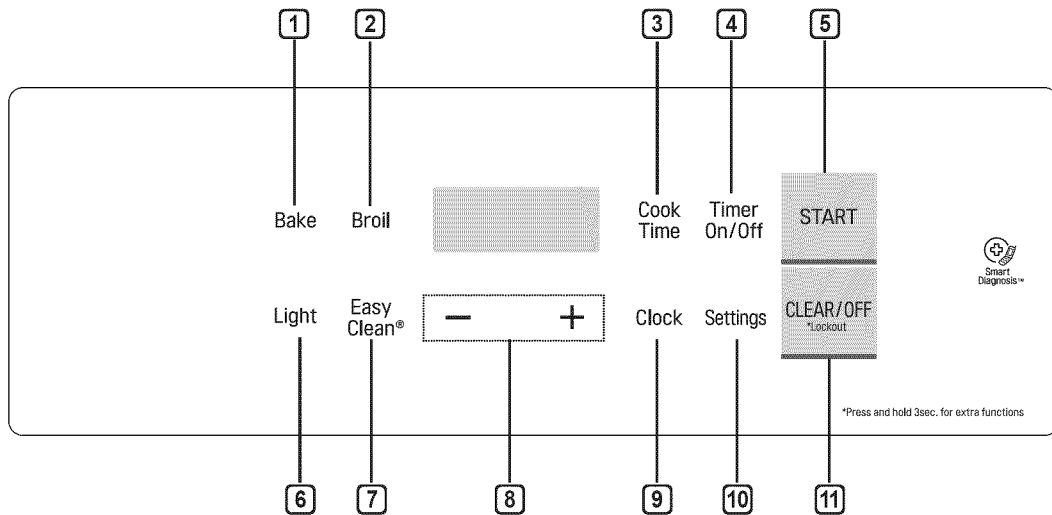 1 2 3 4 5
Bake Broil Cook Time Timer On/Off START
Smart
Diagnosis™
Light Easy Clean® − + Clock Settings CLEAR/OFF
*Lockout
*Press and hold 3sec. for extra functions
6 7 8 9 10 11